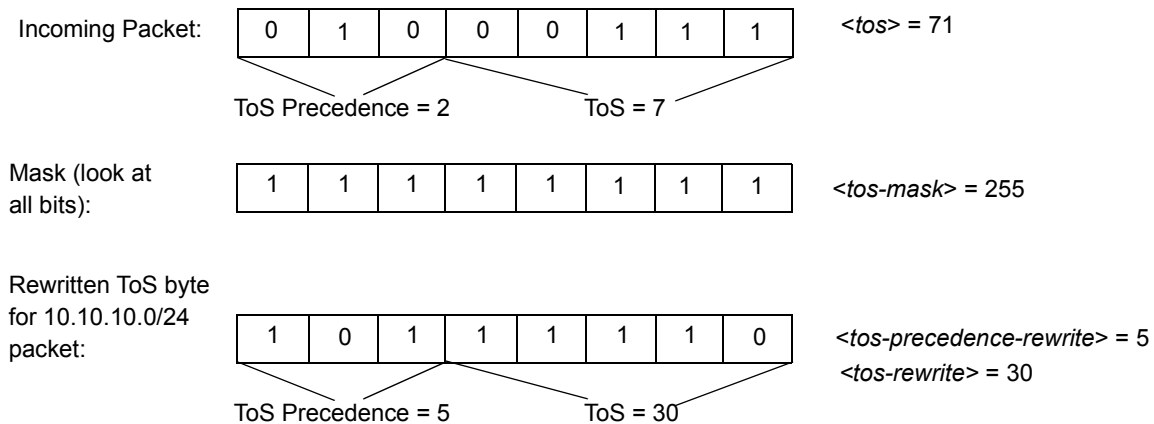 Incoming Packet: 0 1 0 0 0 1 1 1 <tos> = 71
ToS Precedence = 2 ToS = 7
Mask (look at
all bits): 1 1 1 1 1 1 1 1 <tos-mask> = 255
Rewritten ToS byte
for 10.10.10.0/24
packet: 1 0 1 1 1 1 1 0 <tos-precedence-rewrite> = 5
<tos-rewrite> = 30
ToS Precedence = 5 ToS = 30